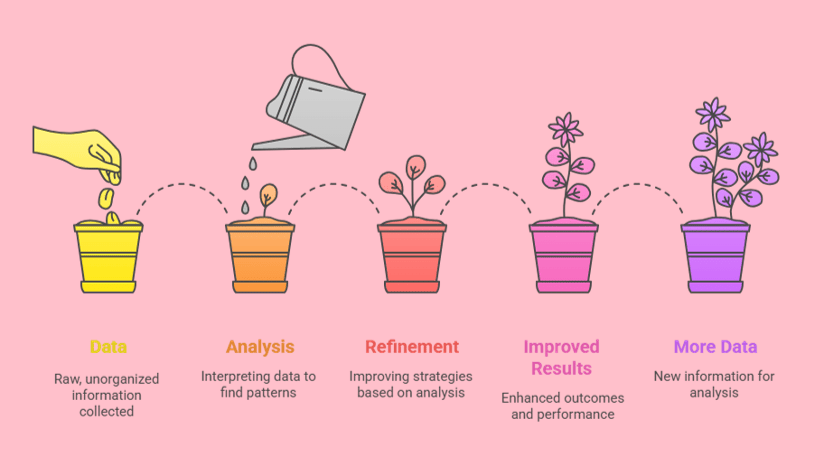 Data
Raw, unorganized
information
collected
Analysis
Interpreting data to
find patterns
Refinement
Improving strategies
based on analysis
Improved
Results
Enhanced outcomes
and performance
More Data
New information for
analysis